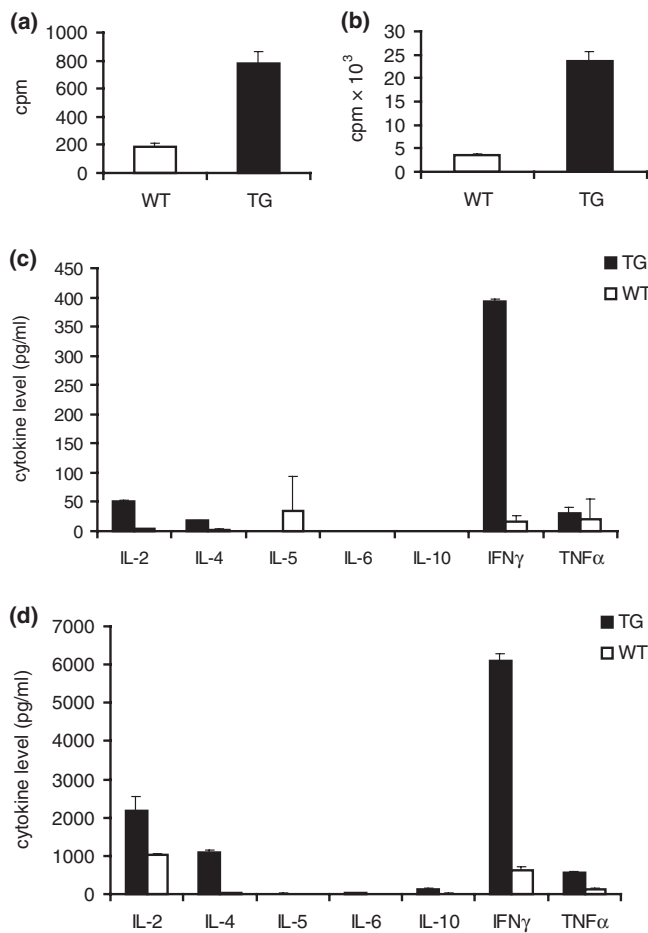 (a)
cpm
1000
800
600
400
200
0
WT
TG
(b)
cpm × 10³
30
25
20
15
10
5
0
WT
TG
(c)
cytokine level (pg/ml)
450
400
350
300
250
200
150
100
50
0
TG
WT
IL-2
IL-4
IL-5
IL-6
IL-10
IFNγ
TNFα
(d)
cytokine level (pg/ml)
7000
6000
5000
4000
3000
2000
1000
0
TG
WT
IL-2
IL-4
IL-5
IL-6
IL-10
IFNγ
TNFα